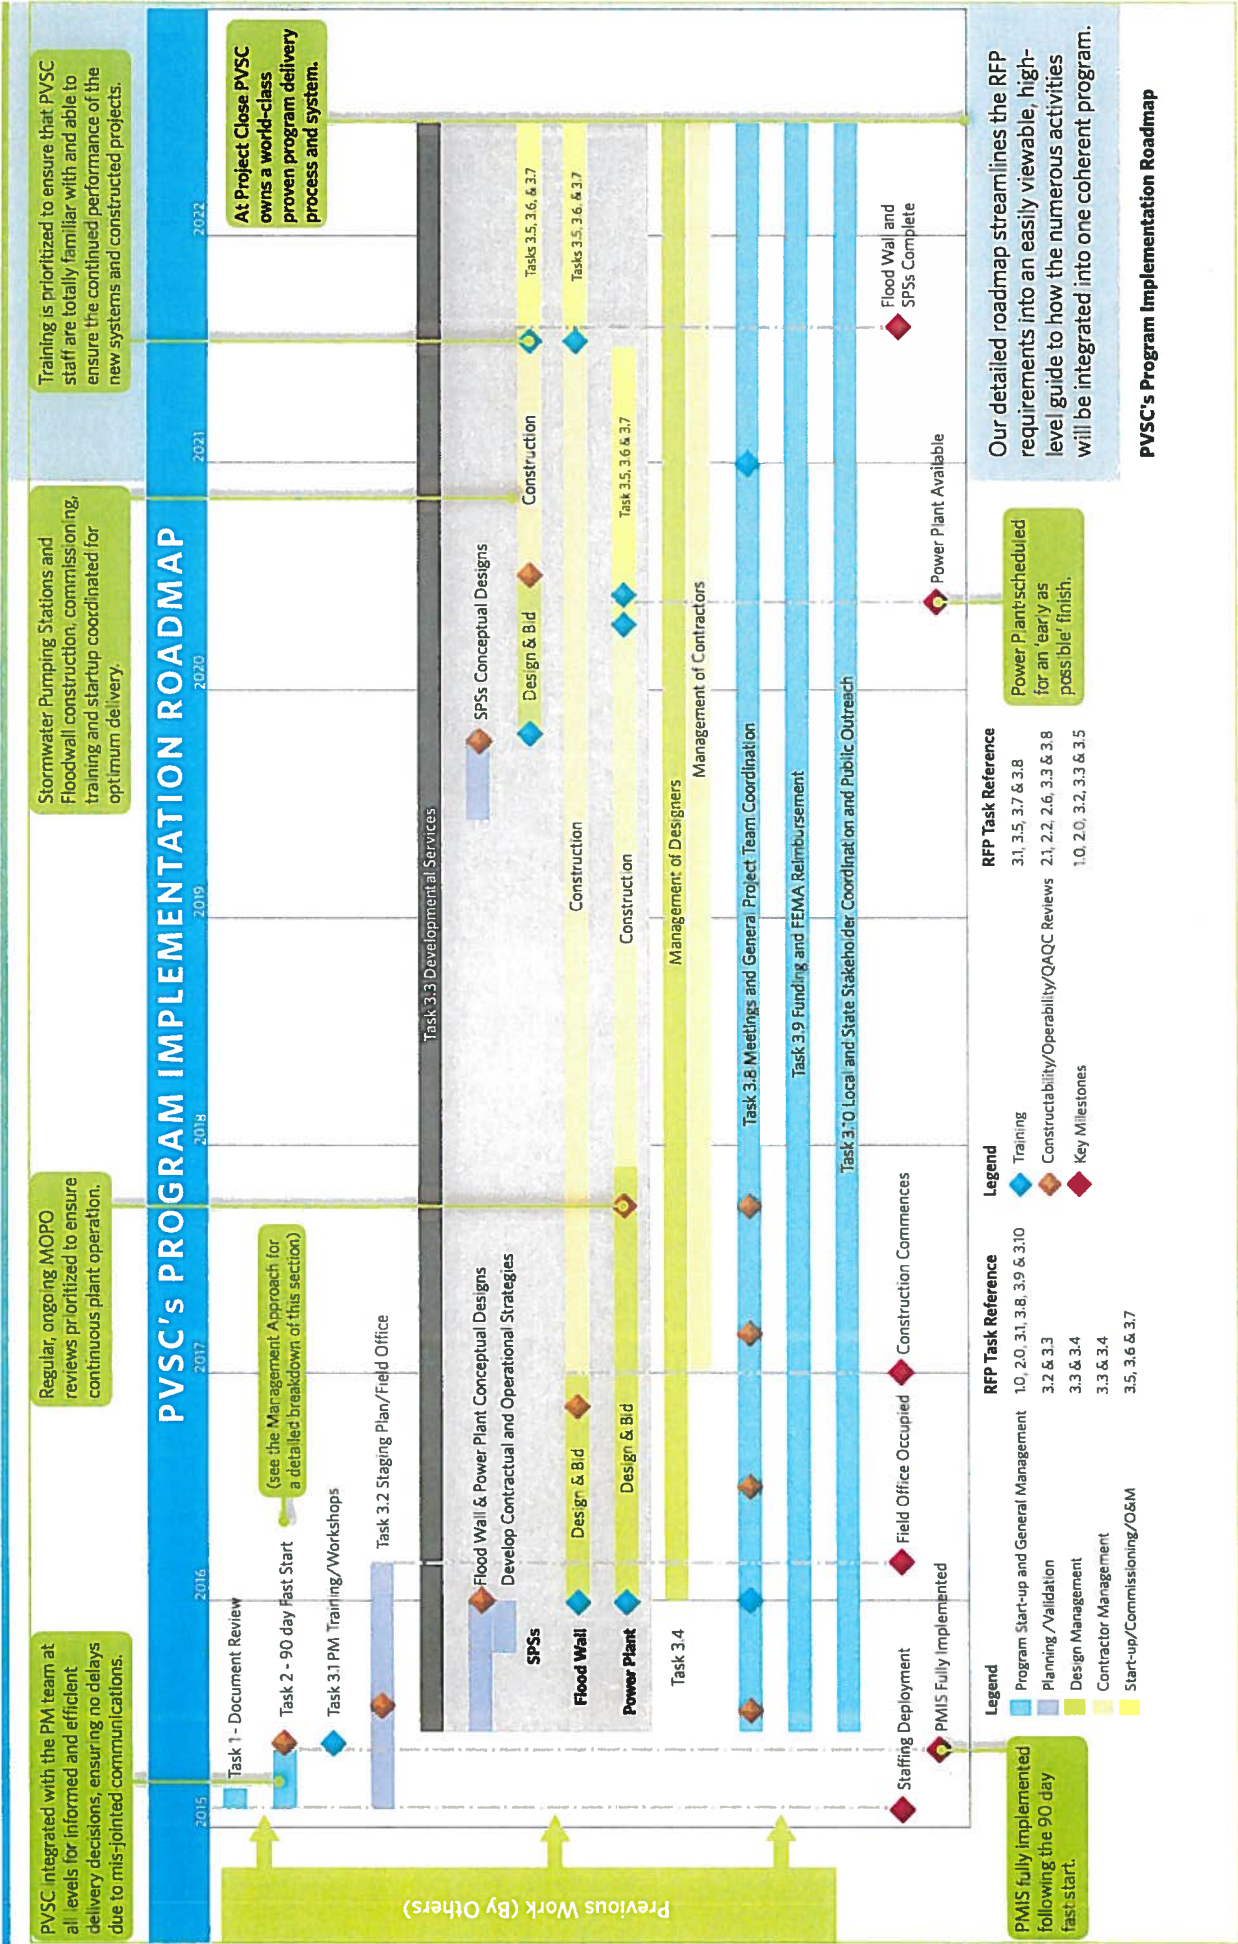 PVSC integrated with the PM team at
all levels for informed and efficient
delivery decisions, ensuring no delays
due to mis-jointed communications.
Regular, ongoing MOPO
reviews prioritized to ensure
continuous plant operation.
Stormwater Pumping Stations and
Floodwall construction, commissioning,
training and startup coordinated for
optimum delivery.
Training is prioritized to ensure that PVSC
staff are totally familiar with and able to
ensure the continued performance of the
new systems and constructed projects.
PVSC's PROGRAM IMPLEMENTATION ROADMAP
2015
2016
2017
2018
2019
2020
2021
2022
Previous Work (By Others)
Task 1 - Document Review
Task 2 - 90 day Fast Start
(see the Management Approach for
a detailed breakdown of this section)
Task 3.1 PM Training/Workshops
Task 3.2 Staging Plan/Field Office
At Project Close PVSC
owns a world-class
proven program delivery
process and system.
Task 3.3 Developmental Services
Flood Wall & Power Plant Conceptual Designs
Develop Contractual and Operational Strategies
SPSs Conceptual Designs
SPSs
Design & Bid
Construction
Tasks 3.5, 3.6, & 3.7
Flood Wall
Design & Bid
Construction
Tasks 3.5, 3.6, & 3.7
Power Plant
Design & Bid
Construction
Task 3.5, 3.6 & 3.7
Task 3.4
Management of Designers
Management of Contractors
Task 3.8 Meetings and General Project Team Coordination
Task 3.9 Funding and FEMA Reimbursement
Task 3.10 Local and State Stakeholder Coordination and Public Outreach
Staffing Deployment
Field Office Occupied
Construction Commences
Flood Wall and
SPSs Complete
PMIS Fully Implemented
Power Plant Available
PMIS fully implemented
following the 90 day
fast start.
Legend
RFP Task Reference
Program Start-up and General Management 1.0, 2.0, 3.1, 3.8, 3.9 & 3.10
Planning /Validation 3.2 & 3.3
Design Management 3.3 & 3.4
Contractor Management 3.3 & 3.4
Start-up/Commissioning/O&M 3.5, 3.6 & 3.7
Legend
RFP Task Reference
Training 3.1, 3.5, 3.7 & 3.8
Constructability/Operability/QAQC Reviews 2.1, 2.2, 2.6, 3.3 & 3.8
Key Milestones 1.0, 2.0, 3.2, 3.3 & 3.5
Power Plant scheduled
for an 'early as
possible' finish.
Our detailed roadmap streamlines the RFP
requirements into an easily viewable, high-
level guide to how the numerous activities
will be integrated into one coherent program.
PVSC's Program Implementation Roadmap